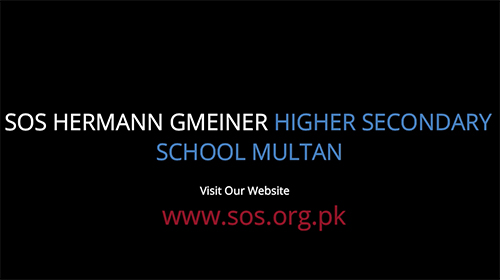 SOS HERMANN GMEINER HIGHER SECONDARY
SCHOOL MULTAN
Visit Our Website
www.sos.org.pk